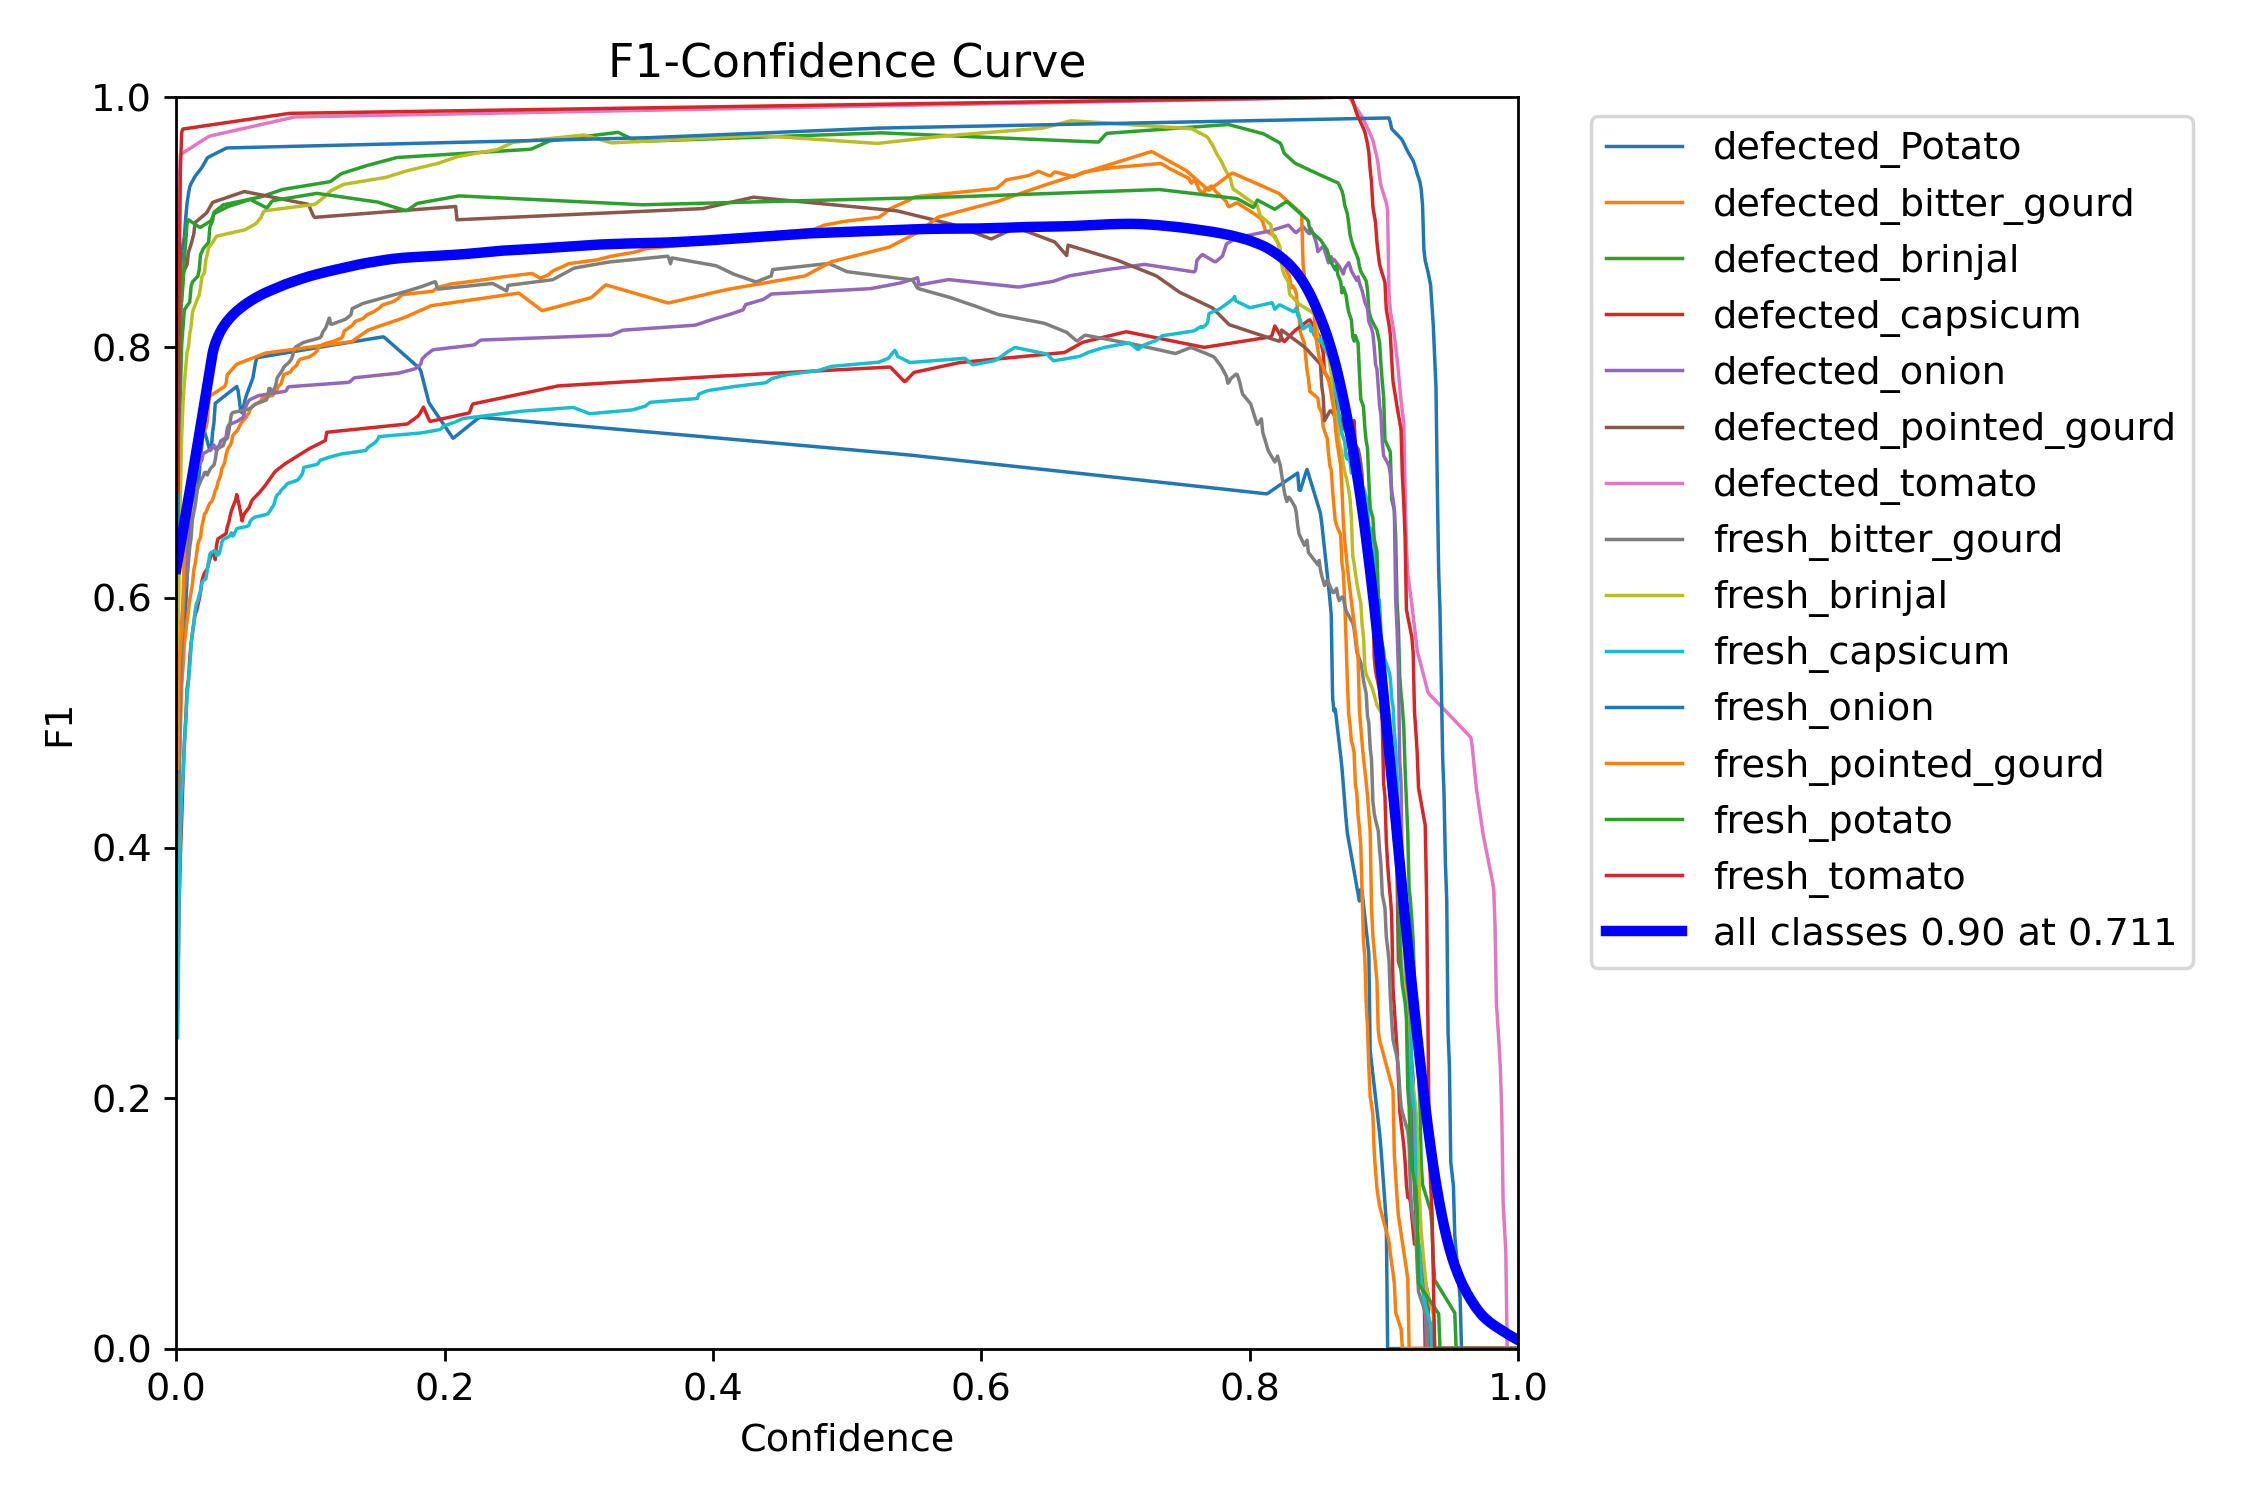 F1-Confidence Curve
1.0
0.8
0.6
0.4
0.2
0.0
F1
0.0 0.2 0.4 0.6 0.8 1.0
Confidence
defected_Potato
defected_bitter_gourd
defected_brinjal
defected_capsicum
defected_onion
defected_pointed_gourd
defected_tomato
fresh_bitter_gourd
fresh_brinjal
fresh_capsicum
fresh_onion
fresh_pointed_gourd
fresh_potato
fresh_tomato
all classes 0.90 at 0.711